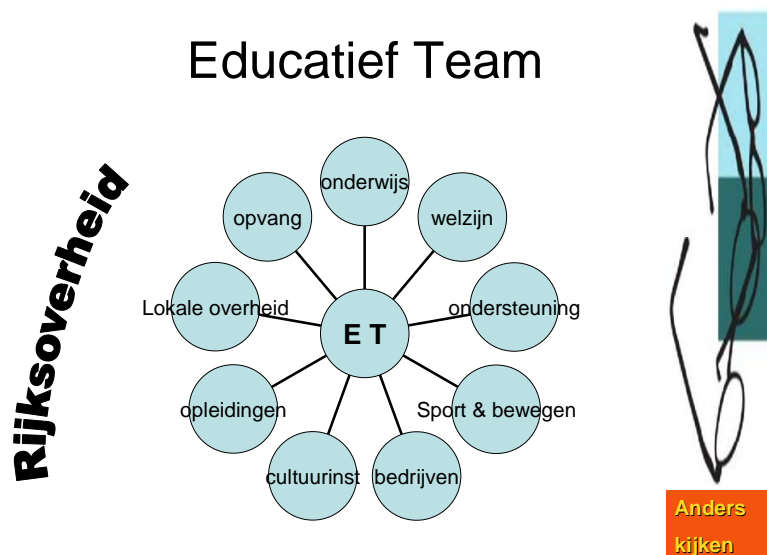 Educatief Team
Rijksoverheid
onderwijs
opvang
welzijn
Lokale overheid
ondersteuning
E T
opleidingen
Sport & bewegen
cultuurinst
bedrijven
Anders
kijken